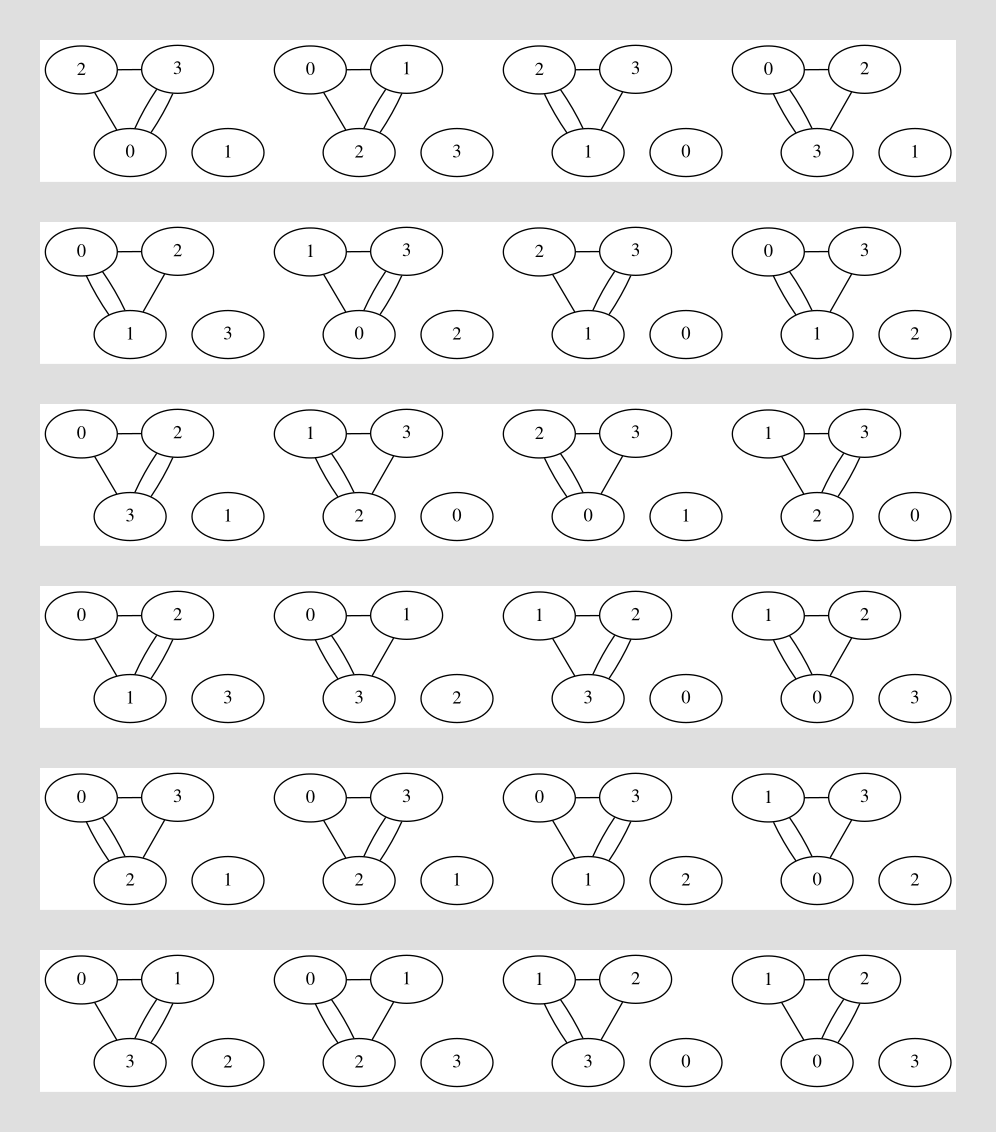 2 3 0 1 2 3 0 2
0 1 2 3 1 0 3 1
0 2 1 3 2 3 0 3
1 3 0 2 1 0 1 2
0 2 1 3 2 3 1 3
3 1 2 0 0 1 2 0
0 2 0 1 1 2 1 2
1 3 3 2 3 0 0 3
0 3 0 3 0 3 1 3
2 1 2 1 1 2 0 2
0 1 0 1 1 2 1 2
3 2 2 3 3 0 0 3